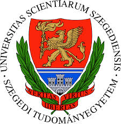 UNIVERSITAS SCIENTIARUM SZEGEDIENSIS
SZEGEDI TUDOMÁNYEGYETEM